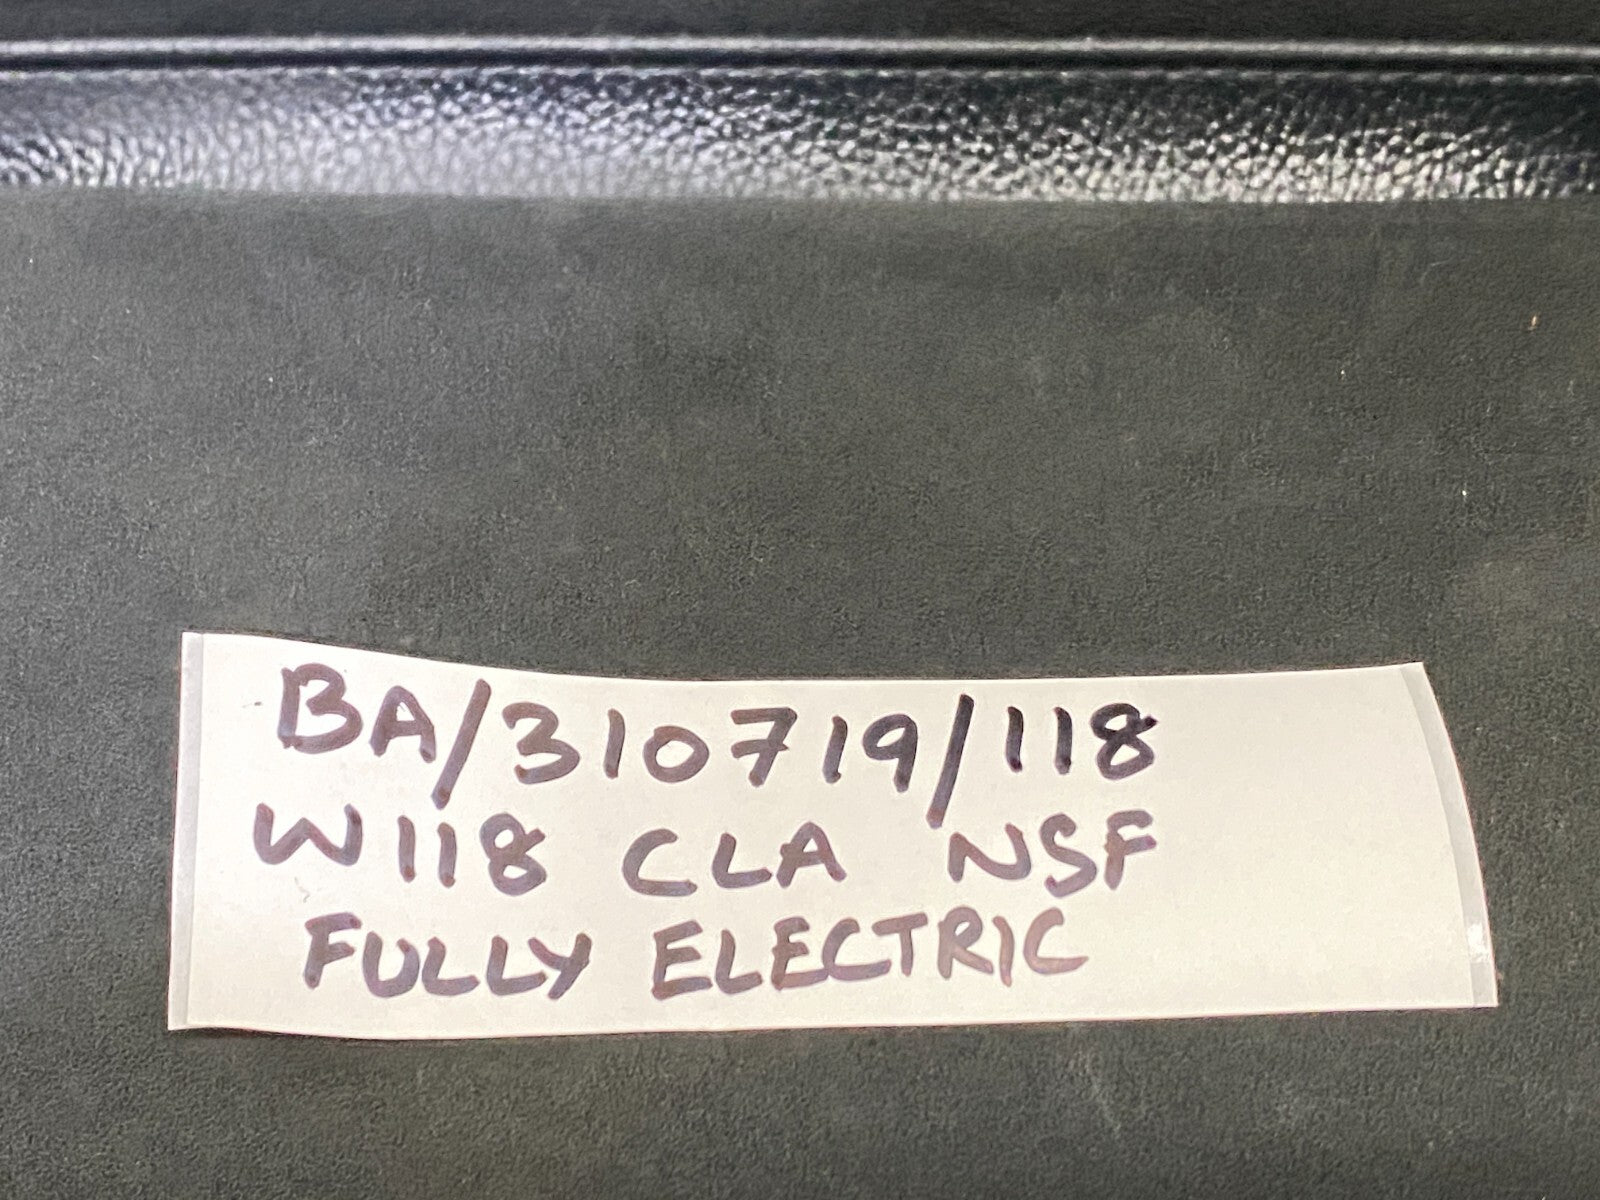 BA/310719/118
W118 CLA NSF
FULLY ELECTRIC